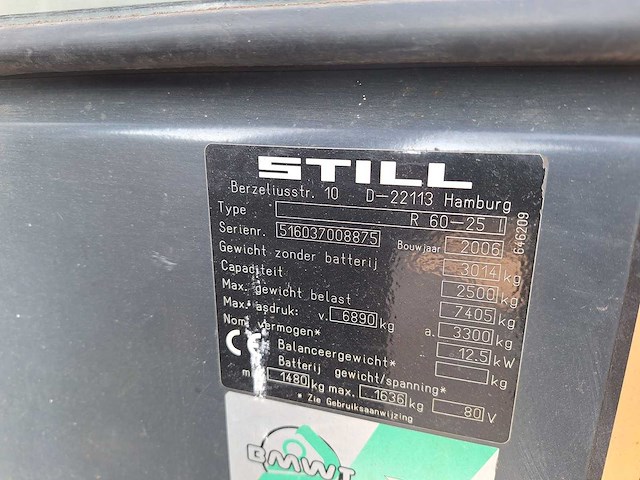 STILL
Berzeliusstr. 10 D-22113 Hamburg
Type R 60-25 I
Serienr. 516037008875 Bouwjaar 2006
Gewicht zonder batterij 3014 kg
Capaciteit 2500 kg
Max. gewicht belast 7405 kg
Max. asdruk: v. 6890 kg a. 3300 kg
Nom. vermogen* 12.5 kW
CE Balanceergewicht* kg
Batterij gewicht/spanning*
1480 kg max. 1636 kg 80 V
* Zie Gebruiksaanwijzing
646209
BMWT